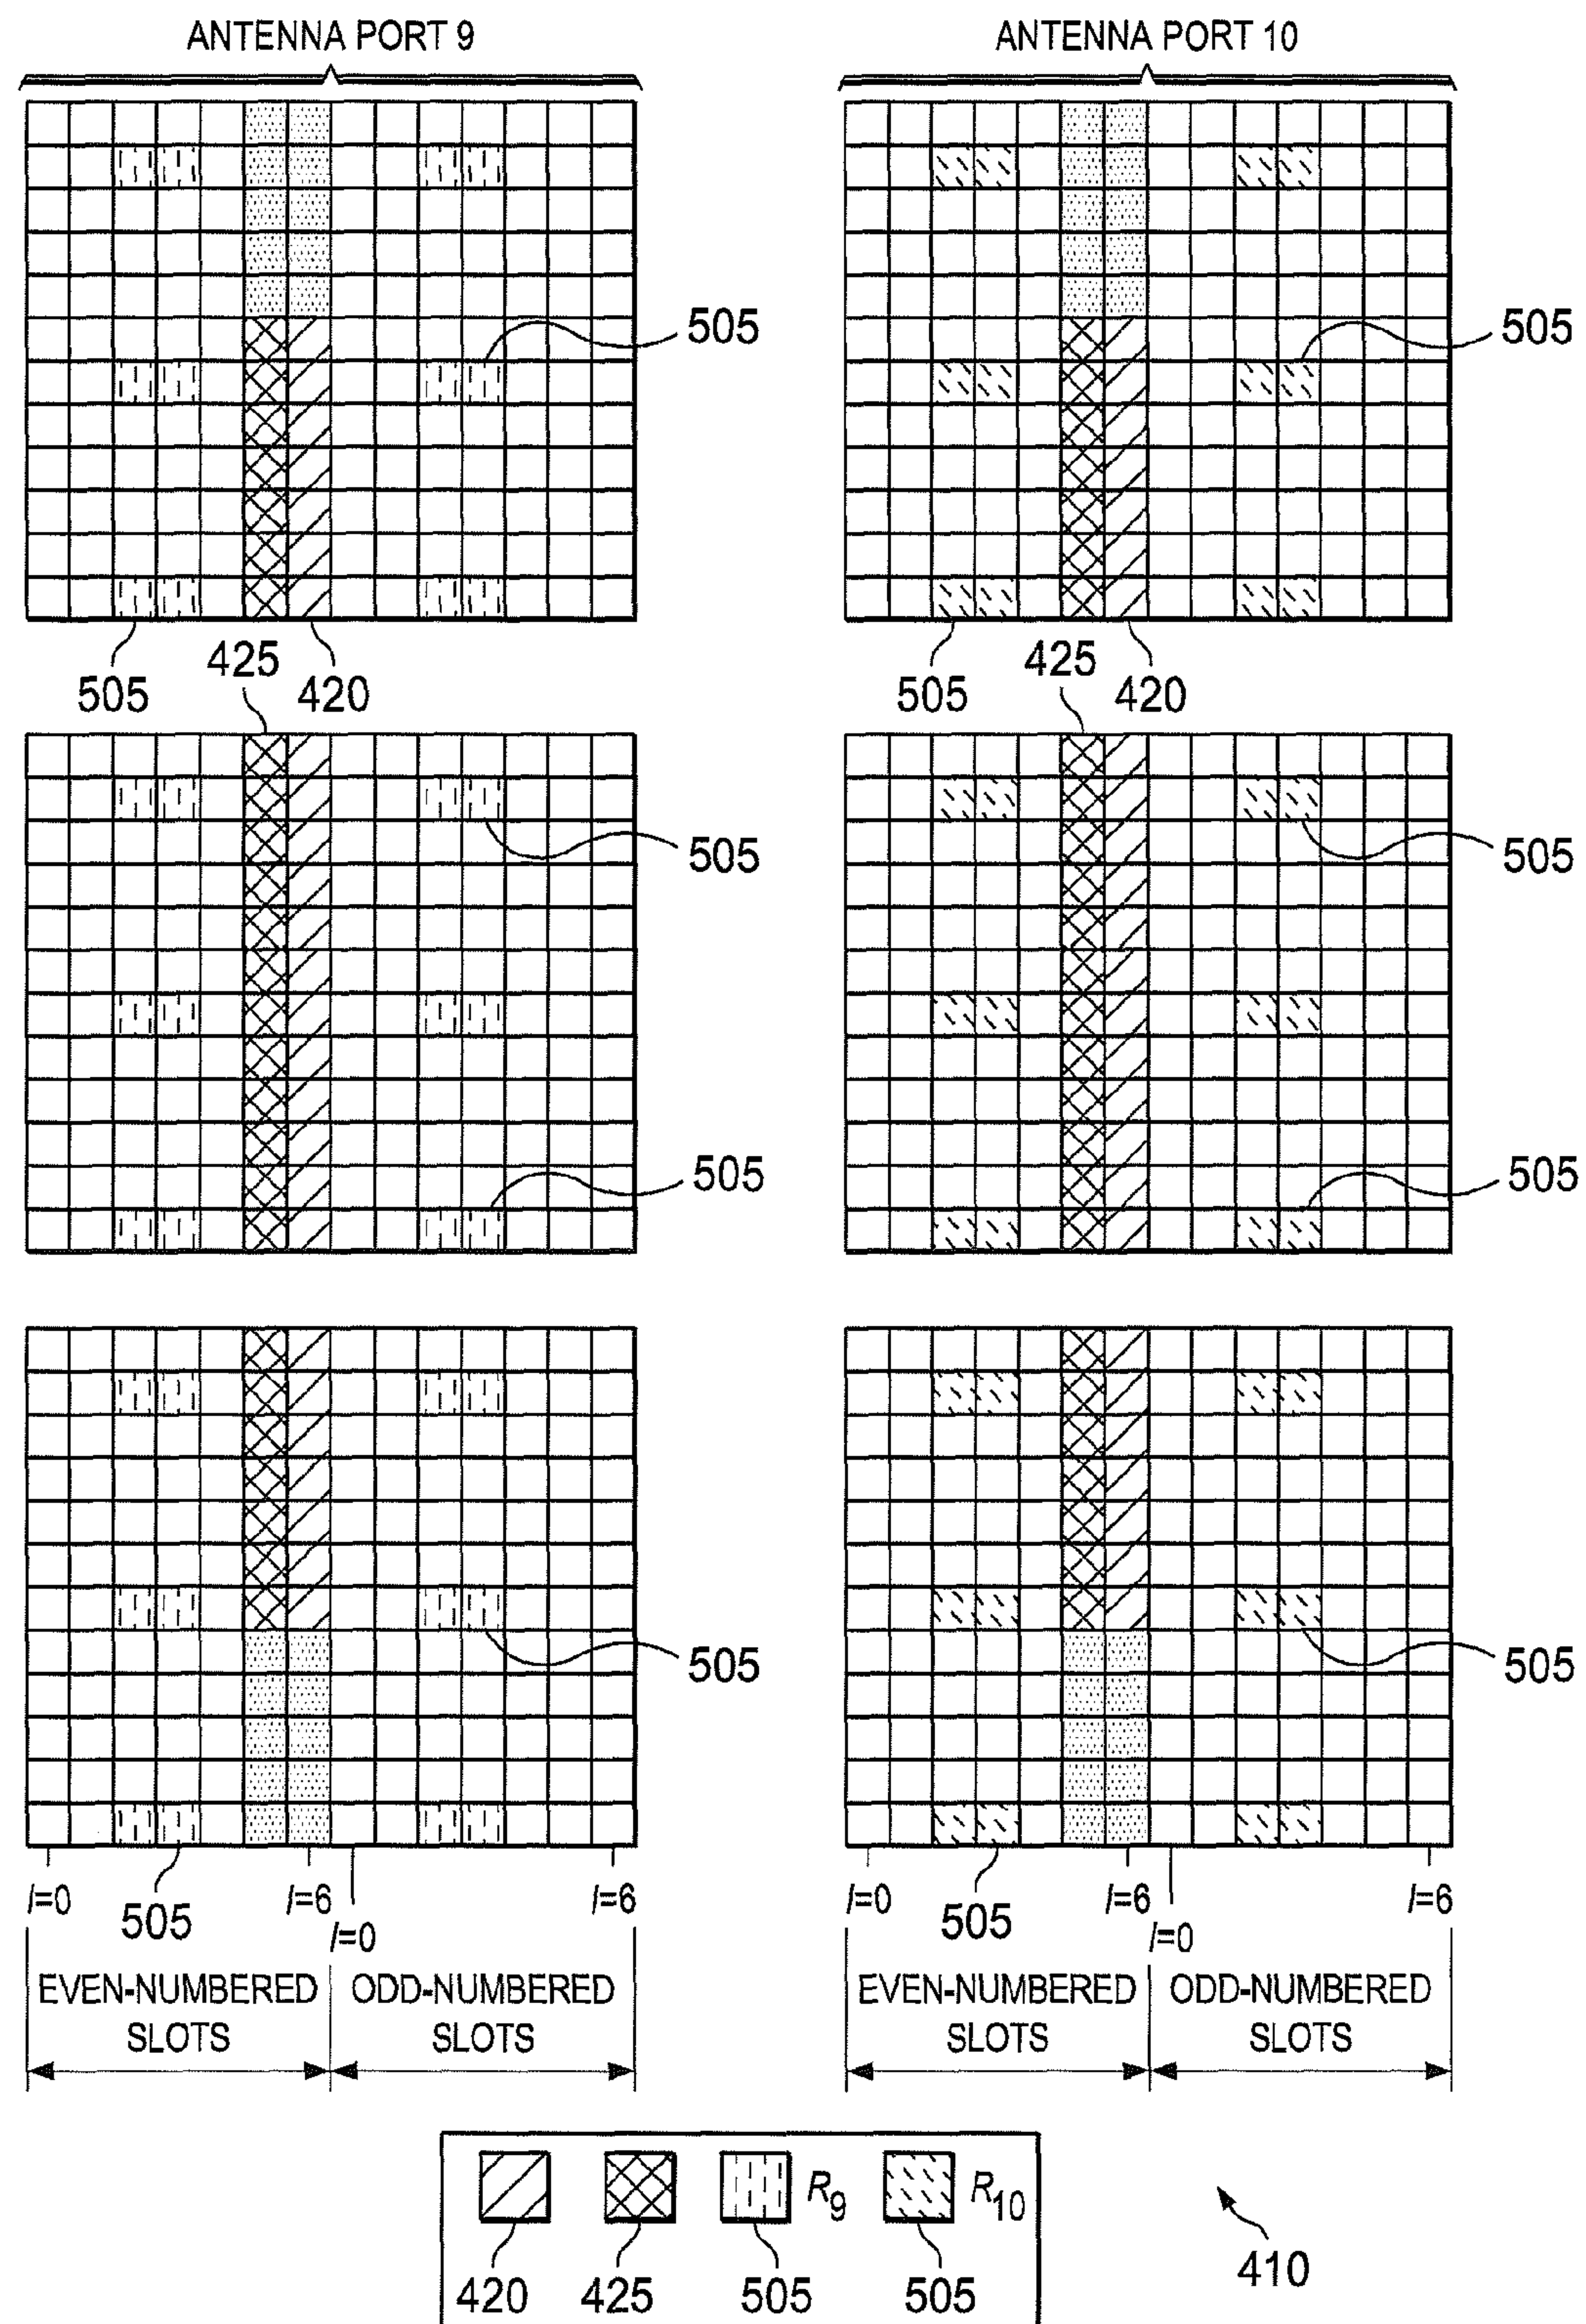 ANTENNA PORT 9
ANTENNA PORT 10
505
505
505
425
420
505
425
420
505
505
505
505
505
505
l=0
505
l=6
l=0
l=6
l=0
505
l=6
l=0
l=6
EVEN-NUMBERED
SLOTS
ODD-NUMBERED
SLOTS
EVEN-NUMBERED
SLOTS
ODD-NUMBERED
SLOTS
R9
R10
420
425
505
505
410